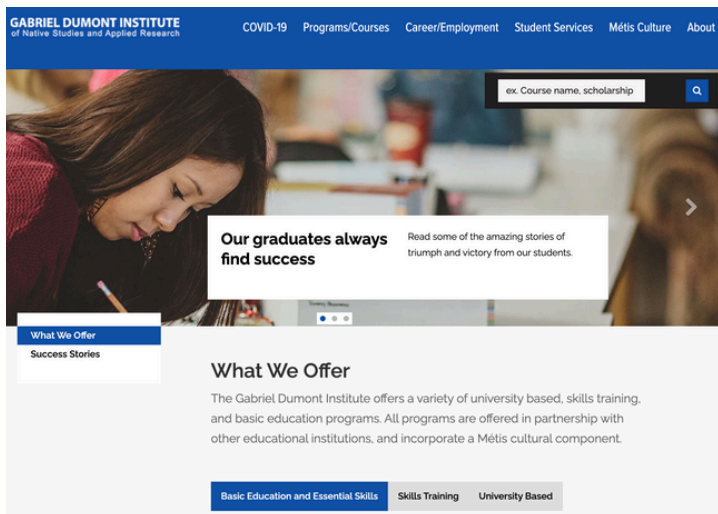 GABRIEL DUMONT INSTITUTE
of Native Studies and Applied Research
COVID-19 Programs/Courses Career/Employment Student Services Métis Culture About
ex. Course name, scholarship
Our graduates always
find success
Read some of the amazing stories of
triumph and victory from our students.
What We Offer
Success Stories
What We Offer
The Gabriel Dumont Institute offers a variety of university based, skills training,
and basic education programs. All programs are offered in partnership with
other educational institutions, and incorporate a Métis cultural component.
Basic Education and Essential Skills Skills Training University Based